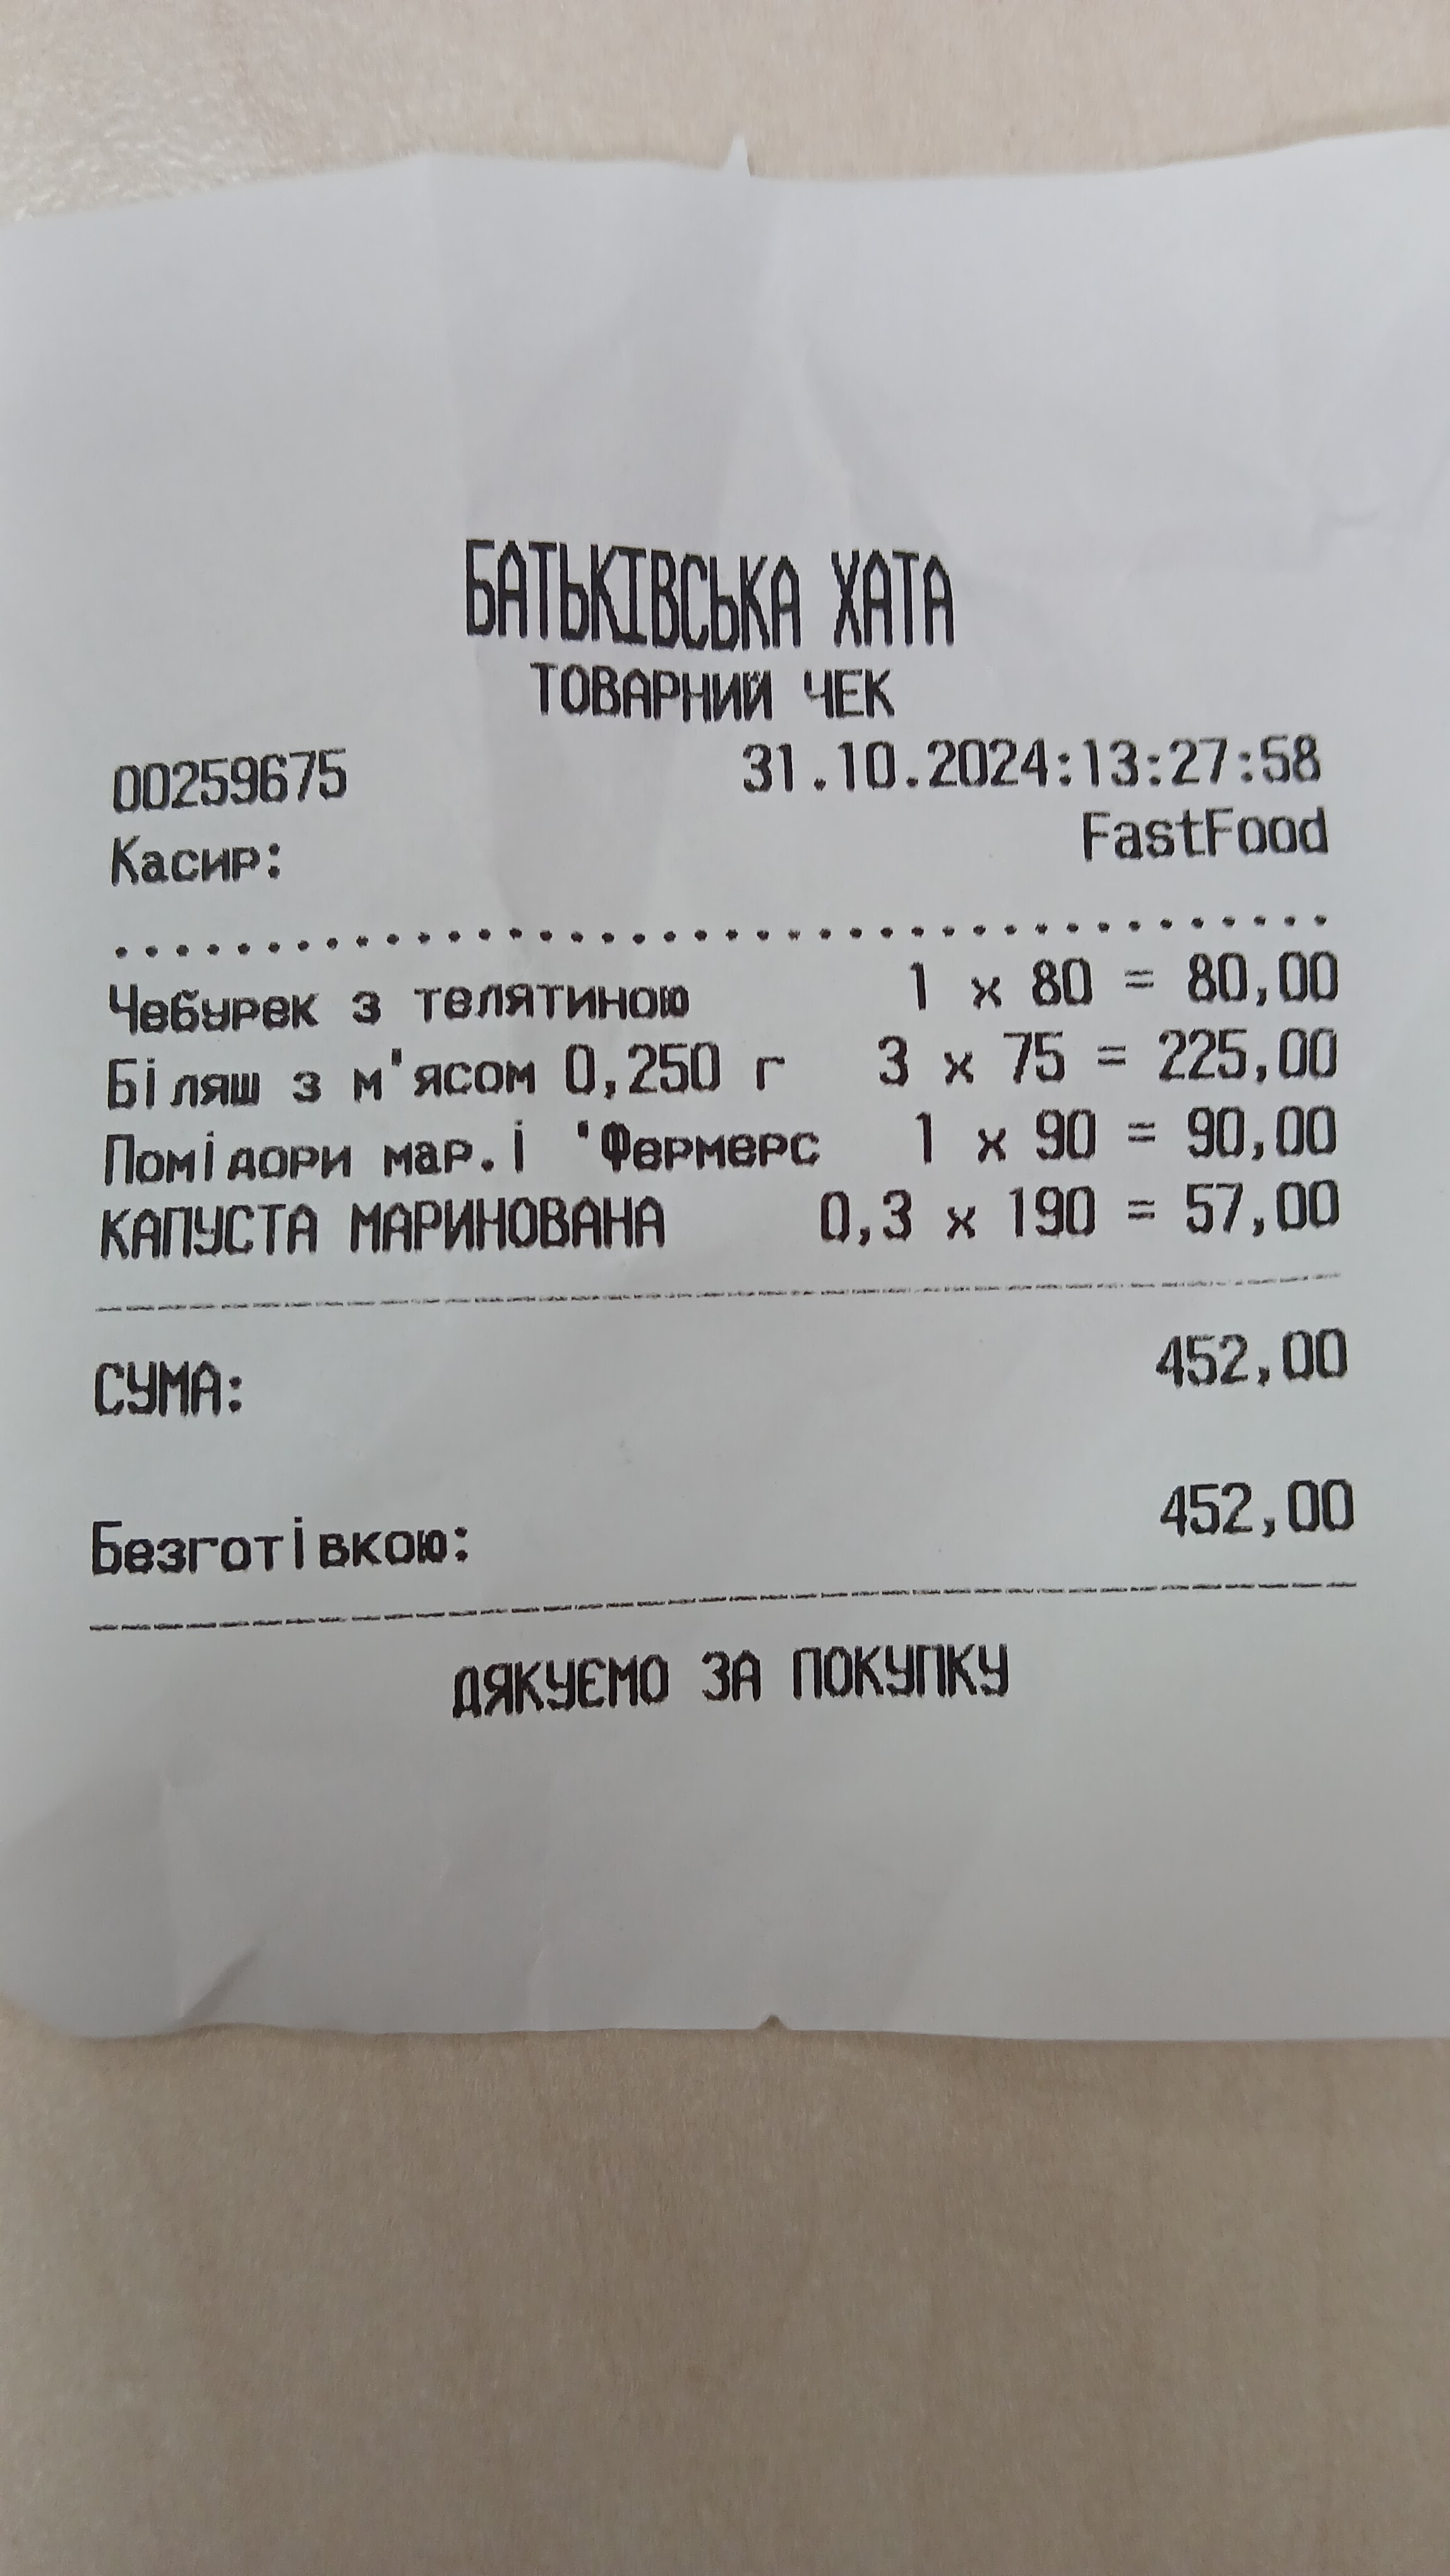 БАТЬКІВСЬКА ХАТА
ТОВАРНИЙ ЧЕК
00259675 31.10.2024:13:27:58
Касир: FastFood
Чебурек з телятиною 1 x 80 = 80,00
Біляш з м'ясом 0,250 г 3 x 75 = 225,00
Помідори мар.і 'Фермерс 1 x 90 = 90,00
КАПУСТА МАРИНОВАНА 0,3 x 190 = 57,00
СУМА: 452,00
Безготівкою: 452,00
ДЯКУЄМО ЗА ПОКУПКУ